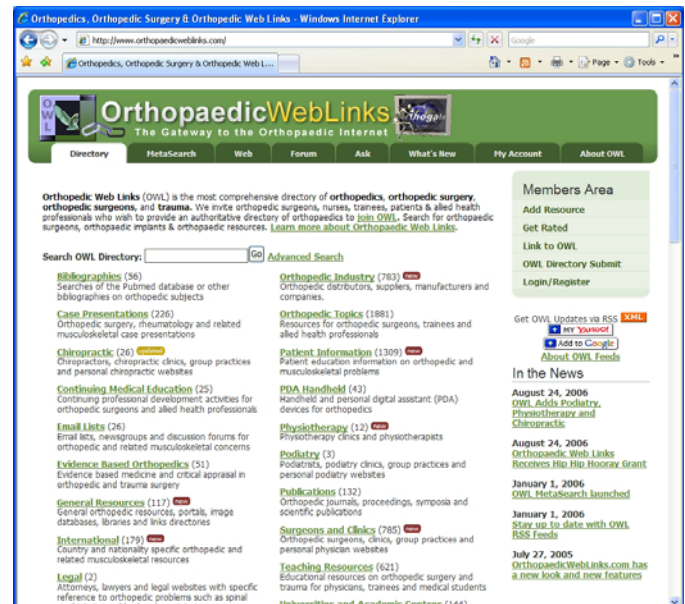 Orthopedics, Orthopedic Surgery & Orthopedic Web Links - Windows Internet Explorer
http://www.orthopaedicweblinks.com/
Google
Orthopedics, Orthopedic Surgery & Orthopedic Web L...
Page
Tools
OWL
OrthopaedicWebLinks
The Gateway to the Orthopaedic Internet
Directory
MetaSearch
Web
Forum
Ask
What's New
My Account
About OWL
Orthopedic Web Links (OWL) is the most comprehensive directory of orthopedics, orthopedic surgery,
orthopedic surgeons, and trauma. We invite orthopedic surgeons, nurses, trainees, patients & allied health
professionals who wish to provide an authoritative directory of orthopaedics to join OWL. Search for orthopaedic
surgeons, orthopaedic implants & orthopaedic resources. Learn more about Orthopaedic Web Links.
Search OWL Directory:
Go
Advanced Search
Bibliographies (56)
Searches of the Pubmed database or other
bibliographies on orthopedic subjects
Case Presentations (226)
Orthopedic surgery, rheumatology and related
musculoskeletal case presentations
Chiropractic (26) updated
Chiropractors, chiropractic clinics, group practices
and personal chiropractic websites
Continuing Medical Education (25)
Continuing professional development activities for
orthopedic surgeons and allied health professionals
Email Lists (26)
Email lists, newsgroups and discussion forums for
orthopedic and related musculoskeletal concerns
Evidence Based Orthopedics (51)
Evidence based medicine and critical appraisal in
orthopedic and trauma surgery
General Resources (117) new
General orthopedic resources, portals, image
databases, libraries and links directories
International (179) new
Country and nationality specific orthopedic and
related musculoskeletal resources
Legal (2)
Attorneys, lawyers and legal websites with specific
reference to orthopedic problems such as spinal
Orthopedic Industry (783) new
Orthopedic distributors, suppliers, manufacturers and
companies.
Orthopedic Topics (1881)
Resources for orthopedic surgeons, trainees and
allied health professionals
Patient Information (1309) new
Patient education information on orthopedic and
musculoskeletal problems
PDA Handheld (43)
Handheld and personal digital assistant (PDA)
devices for orthopedics
Physiotherapy (12) new
Physiotherapy clinics and physiotherapists
Podiatry (3)
Podiatrists, podiatry clinics, group practices and
personal podiatry websites
Publications (132)
Orthopedic journals, proceedings, symposia and
scientific publications
Surgeons and Clinics (785) new
Orthopedic surgeons, clinics, group practices and
personal physician websites
Teaching Resources (621)
Educational resources on orthopedic surgery and
trauma for physicians, trainees and medical students
Universities and Academic Centres (144)
Members Area
Add Resource
Get Rated
Link to OWL
OWL Directory Submit
Login/Register
Get OWL Updates via RSS XML
MY YAHOO!
Add to Google
About OWL Feeds
In the News
August 24, 2006
OWL Adds Podiatry,
Physiotherapy and
Chiropractic
August 24, 2006
Orthopaedic Web Links
Receives Hip Hip Hooray Grant
January 1, 2006
OWL MetaSearch launched
January 1, 2006
Stay up to date with OWL
RSS Feeds
July 27, 2005
OrthopaedicWebLinks.com has
a new look and new features